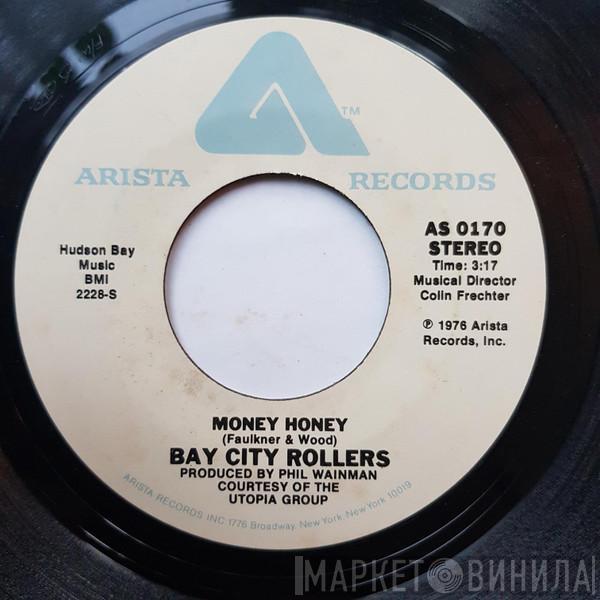 TM
ARISTA RECORDS
Hudson Bay
Music
BMI
2228-S
AS 0170
STEREO
Time: 3:17
Musical Director
Colin Frechter
℗ 1976 Arista
Records, Inc.
MONEY HONEY
(Faulkner & Wood)
BAY CITY ROLLERS
PRODUCED BY PHIL WAINMAN
COURTESY OF THE
UTOPIA GROUP
ARISTA RECORDS INC. 1776 Broadway, New York, New York 10019
МАРКЕТ ВИНИЛА